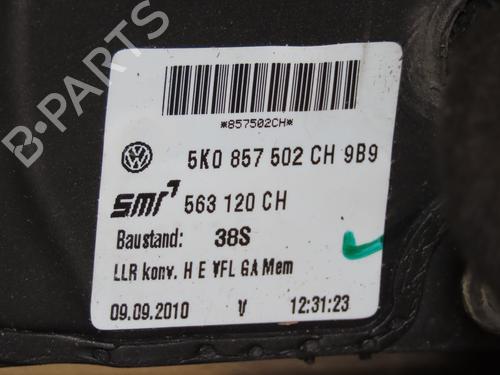 *857502CH*
5K0 857 502 CH 9B9
smr 563 120 CH
Baustand: 38S
LLR konv. H E VFL GA Mem
09.09.2010 V 12:31:23